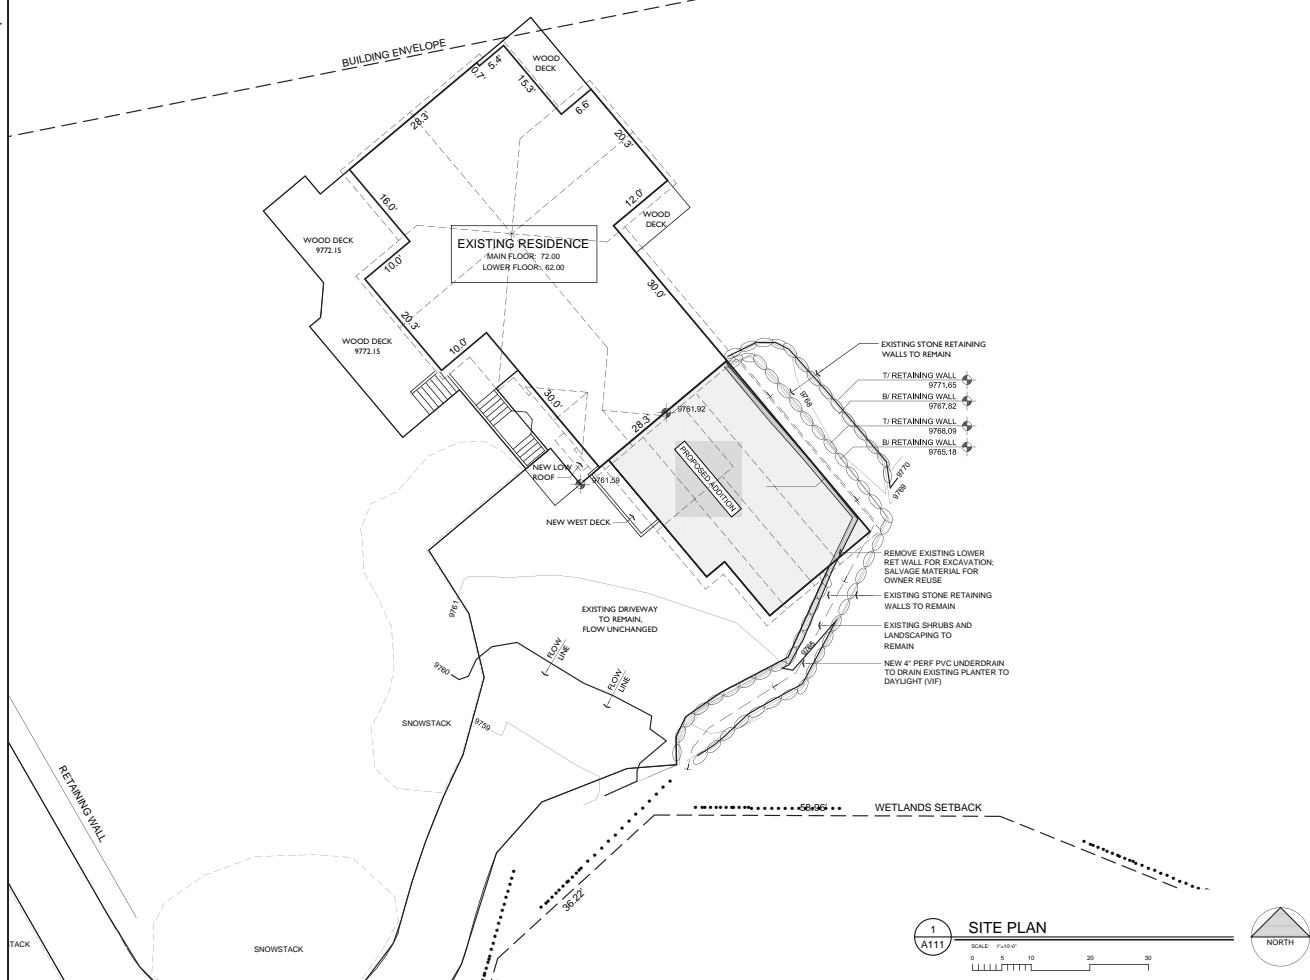 BUILDING ENVELOPE
WOOD
DECK
0.7'
5.4'
15.3'
6.6'
28.3'
20.3'
16.0'
12.0'
WOOD
DECK
WOOD DECK
9772.15
EXISTING RESIDENCE
MAIN FLOOR: 72.00
LOWER FLOOR: 62.00
10.0'
30.0'
20.3'
WOOD DECK
9772.15
10.0'
EXISTING STONE RETAINING
WALLS TO REMAIN
T/ RETAINING WALL
9771.65
B/ RETAINING WALL
9767.82
T/ RETAINING WALL
9768.09
B/ RETAINING WALL
9765.18
9768
30.0'
28.3'
9761.92
PROPOSED ADDITION
9770
9769
NEW LOW
ROOF
9761.59
NEW WEST DECK
REMOVE EXISTING LOWER
RET WALL FOR EXCAVATION;
SALVAGE MATERIAL FOR
OWNER REUSE
EXISTING STONE RETAINING
WALLS TO REMAIN
EXISTING SHRUBS AND
LANDSCAPING TO
REMAIN
NEW 4" PERF PVC UNDERDRAIN
TO DRAIN EXISTING PLANTER TO
DAYLIGHT (VIF)
9761
EXISTING DRIVEWAY
TO REMAIN,
FLOW UNCHANGED
FLOW
LINE
FLOW
LINE
9766
9760
9759
SNOWSTACK
RETAINING WALL
58.96'
WETLANDS SETBACK
36.22'
TACK
SNOWSTACK
1
A111
SITE PLAN
SCALE: 1"=10'-0"
0 5 10 20 30
NORTH